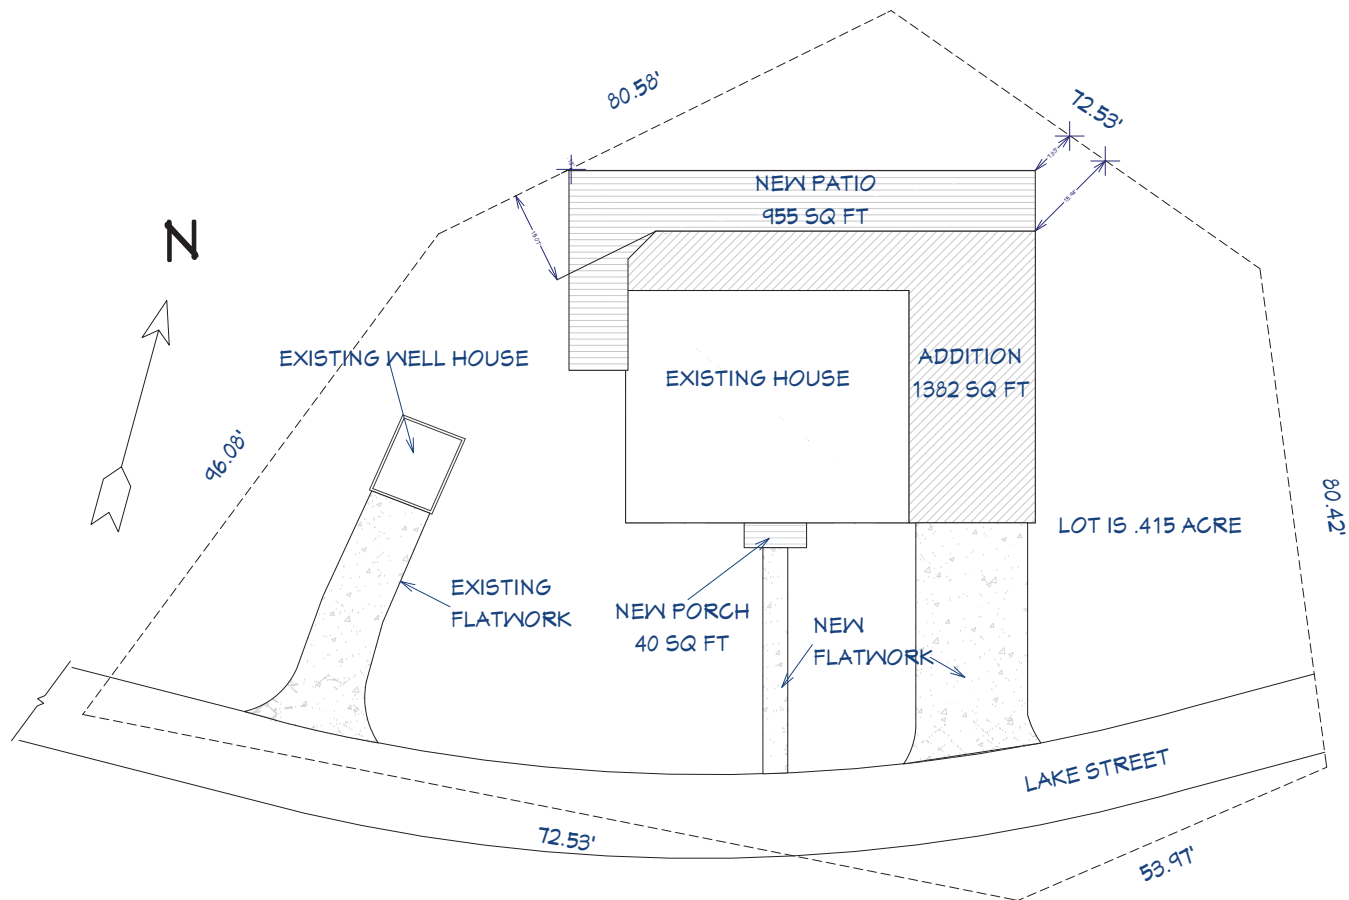 80.58'
72.53'
NEW PATIO
955 SQ FT
N
EXISTING WELL HOUSE
EXISTING HOUSE
ADDITION
1382 SQ FT
96.08'
80.42'
LOT IS .415 ACRE
EXISTING
FLATWORK
NEW PORCH
40 SQ FT
NEW
FLATWORK
LAKE STREET
72.53'
53.97'